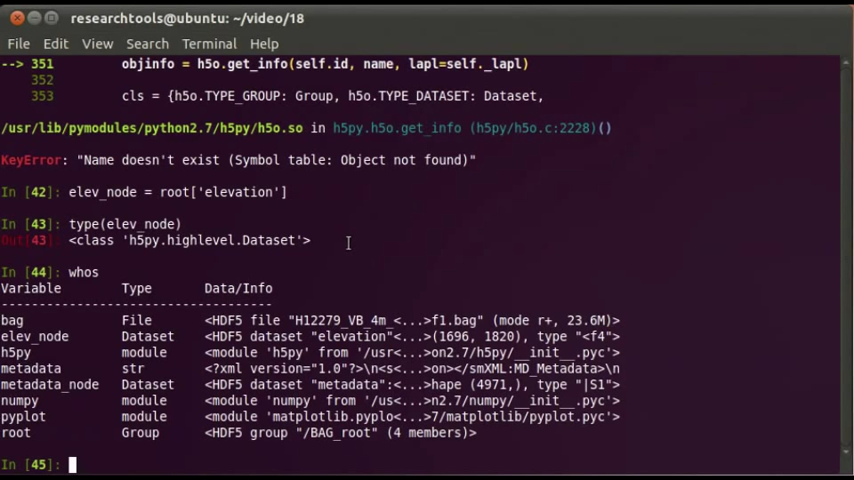 researchtools@ubuntu: ~/video/18
File Edit View Search Terminal Help
--> 351 objinfo = h5o.get_info(self.id, name, lapl=self._lapl)
352
353 cls = {h5o.TYPE_GROUP: Group, h5o.TYPE_DATASET: Dataset,
/usr/lib/pymodules/python2.7/h5py/h5o.so in h5py.h5o.get_info (h5py/h5o.c:2228)()
KeyError: "Name doesn't exist (Symbol table: Object not found)"
In [42]: elev_node = root['elevation']
In [43]: type(elev_node)
Out[43]: <class 'h5py.highlevel.Dataset'>
In [44]: whos
Variable Type Data/Info
---------------------------------
bag File <HDF5 file "H12279_VB_4m_<...>f1.bag" (mode r+, 23.6M)>
elev_node Dataset <HDF5 dataset "elevation"<...>(1696, 1820), type "<f4">
h5py module <module 'h5py' from '/usr<...>on2.7/h5py/__init__.pyc'>
metadata str <?xml version="1.0"?>\n<s<...>on></smXML:MD_Metadata>\n
metadata_node Dataset <HDF5 dataset "metadata":<...>hape (4971,), type "|S1">
numpy module <module 'numpy' from '/us<...>n2.7/numpy/__init__.pyc'>
pyplot module <module 'matplotlib.pyplo<...>7/matplotlib/pyplot.pyc'>
root Group <HDF5 group "/BAG_root" (4 members)>
In [45]: